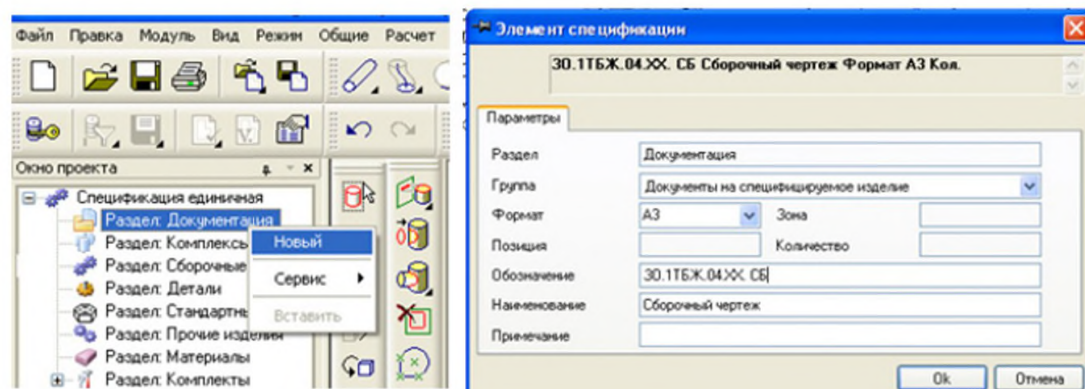 Файл Правка Модуль Вид Режим Общие Расчет
Окно проекта
Спецификация единичная
Раздел: Документация
Раздел: Комплексы
Раздел: Сборочные
Раздел: Детали
Раздел: Стандартны
Раздел: Прочие изделия
Раздел: Материалы
Раздел: Комплекты
Новый
Сервис
Вставить
Элемент спецификации
30.1ТБЖ.04.XX. СБ Сборочный чертеж Формат А3 Кол.
Параметры
Раздел Документация
Группа Документы на специфицируемое изделие
Формат А3 Зона
Позиция Количество
Обозначение 30.1ТБЖ.04.XX. СБ
Наименование Сборочный чертеж
Примечание
Ok Отмена